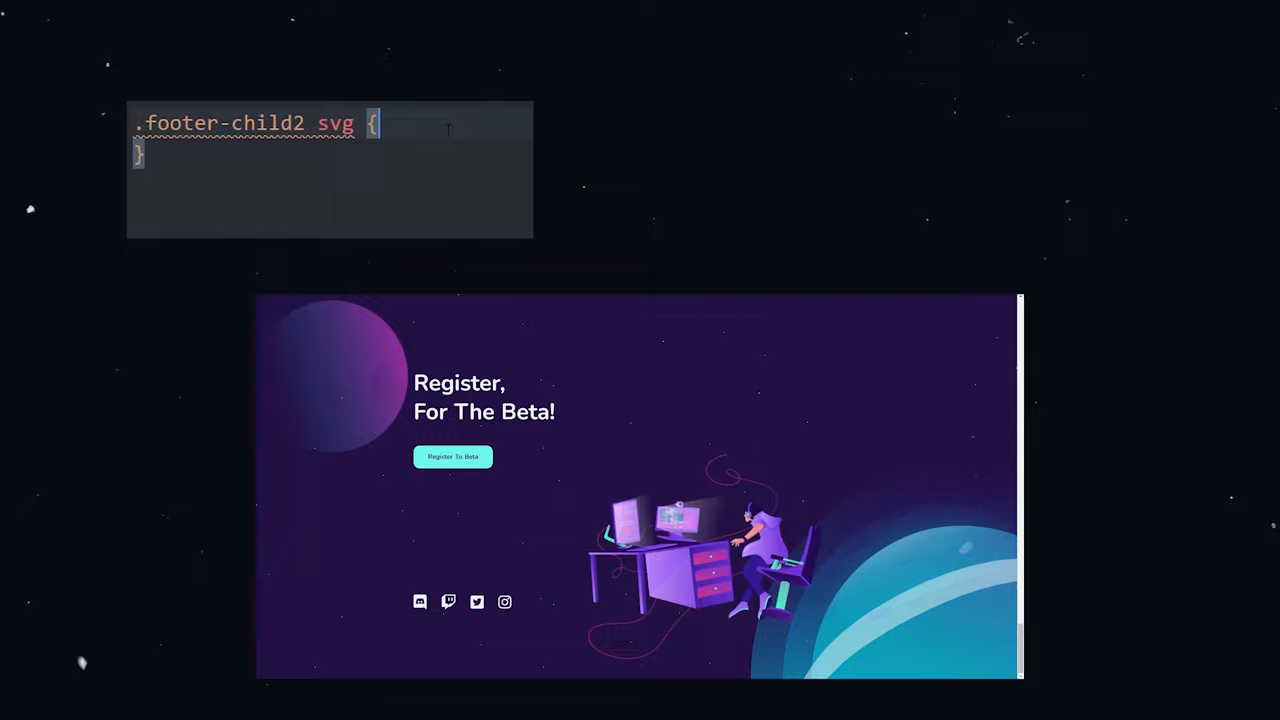 .footer-child2 svg {
}
Register,
For The Beta!
Register To Beta